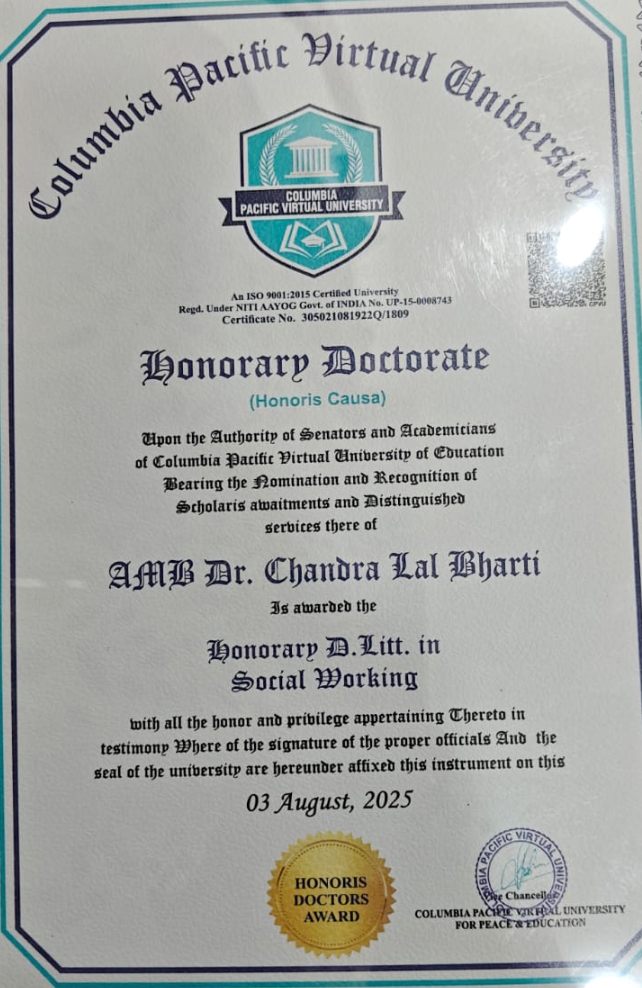 Columbia Pacific Virtual University
COLUMBIA
PACIFIC VIRTUAL UNIVERSITY
An ISO 9001:2015 Certified University
Regd. Under NITI AAYOG Govt. of INDIA No. UP-15-0008743
Certificate No. 305021081922Q/1809
Honorary Doctorate
(Honoris Causa)
Upon the Authority of Senators and Academicians
of Columbia Pacific Virtual University of Education
Bearing the Nomination and Recognition of
Scholaris awaitments and Distinguished
services there of
AMB Dr. Chandra Lal Bharti
Is awarded the
Honorary D.Litt. in
Social Working
with all the honor and privilege appertaining Thereto in
testimony Where of the signature of the proper officials And the
seal of the university are hereunder affixed this instrument on this
03 August, 2025
HONORIS
DOCTORS
AWARD
COLUMBIA PACIFIC VIRTUAL UNIVERSITY
Chancellor
COLUMBIA PACIFIC VIRTUAL UNIVERSITY
FOR PEACE & EDUCATION